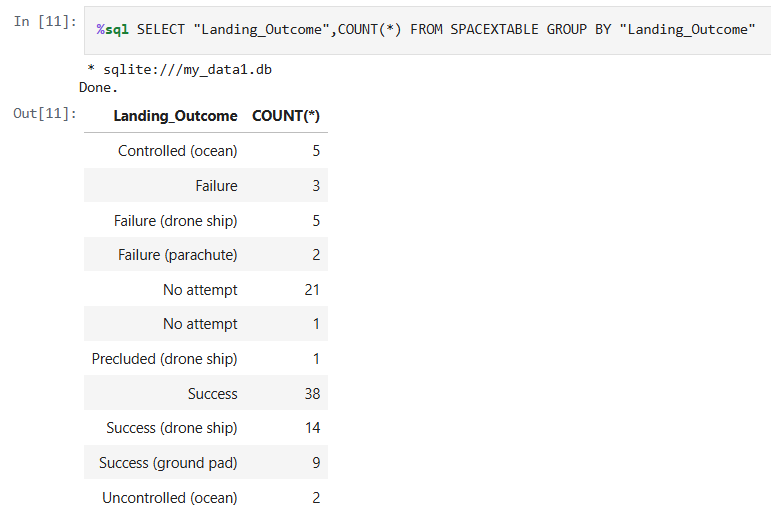 In [11]: %sql SELECT "Landing_Outcome",COUNT(*) FROM SPACEXTABLE GROUP BY "Landing_Outcome"
* sqlite:///my_data1.db
Done.
Out[11]: Landing_Outcome COUNT(*)
Controlled (ocean) 5
Failure 3
Failure (drone ship) 5
Failure (parachute) 2
No attempt 21
No attempt 1
Precluded (drone ship) 1
Success 38
Success (drone ship) 14
Success (ground pad) 9
Uncontrolled (ocean) 2